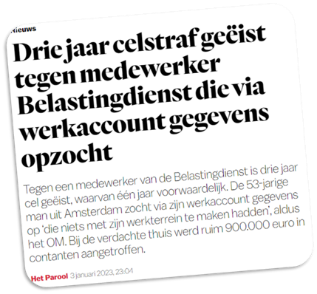 Nieuws
Drie jaar celstraf geëist
tegen medewerker
Belastingdienst die via
werkaccount gegevens
opzocht
Tegen een medewerker van de Belastingdienst is drie jaar
cel geëist, waarvan één jaar voorwaardelijk. De 53-jarige
man uit Amsterdam zocht via zijn werkaccount gegevens
op ‘die niets met zijn werkterrein te maken hadden’, aldus
het OM. Bij de verdachte thuis werd ruim 900.000 euro in
contanten aangetroffen.
Het Parool 3 januari 2023, 23:04